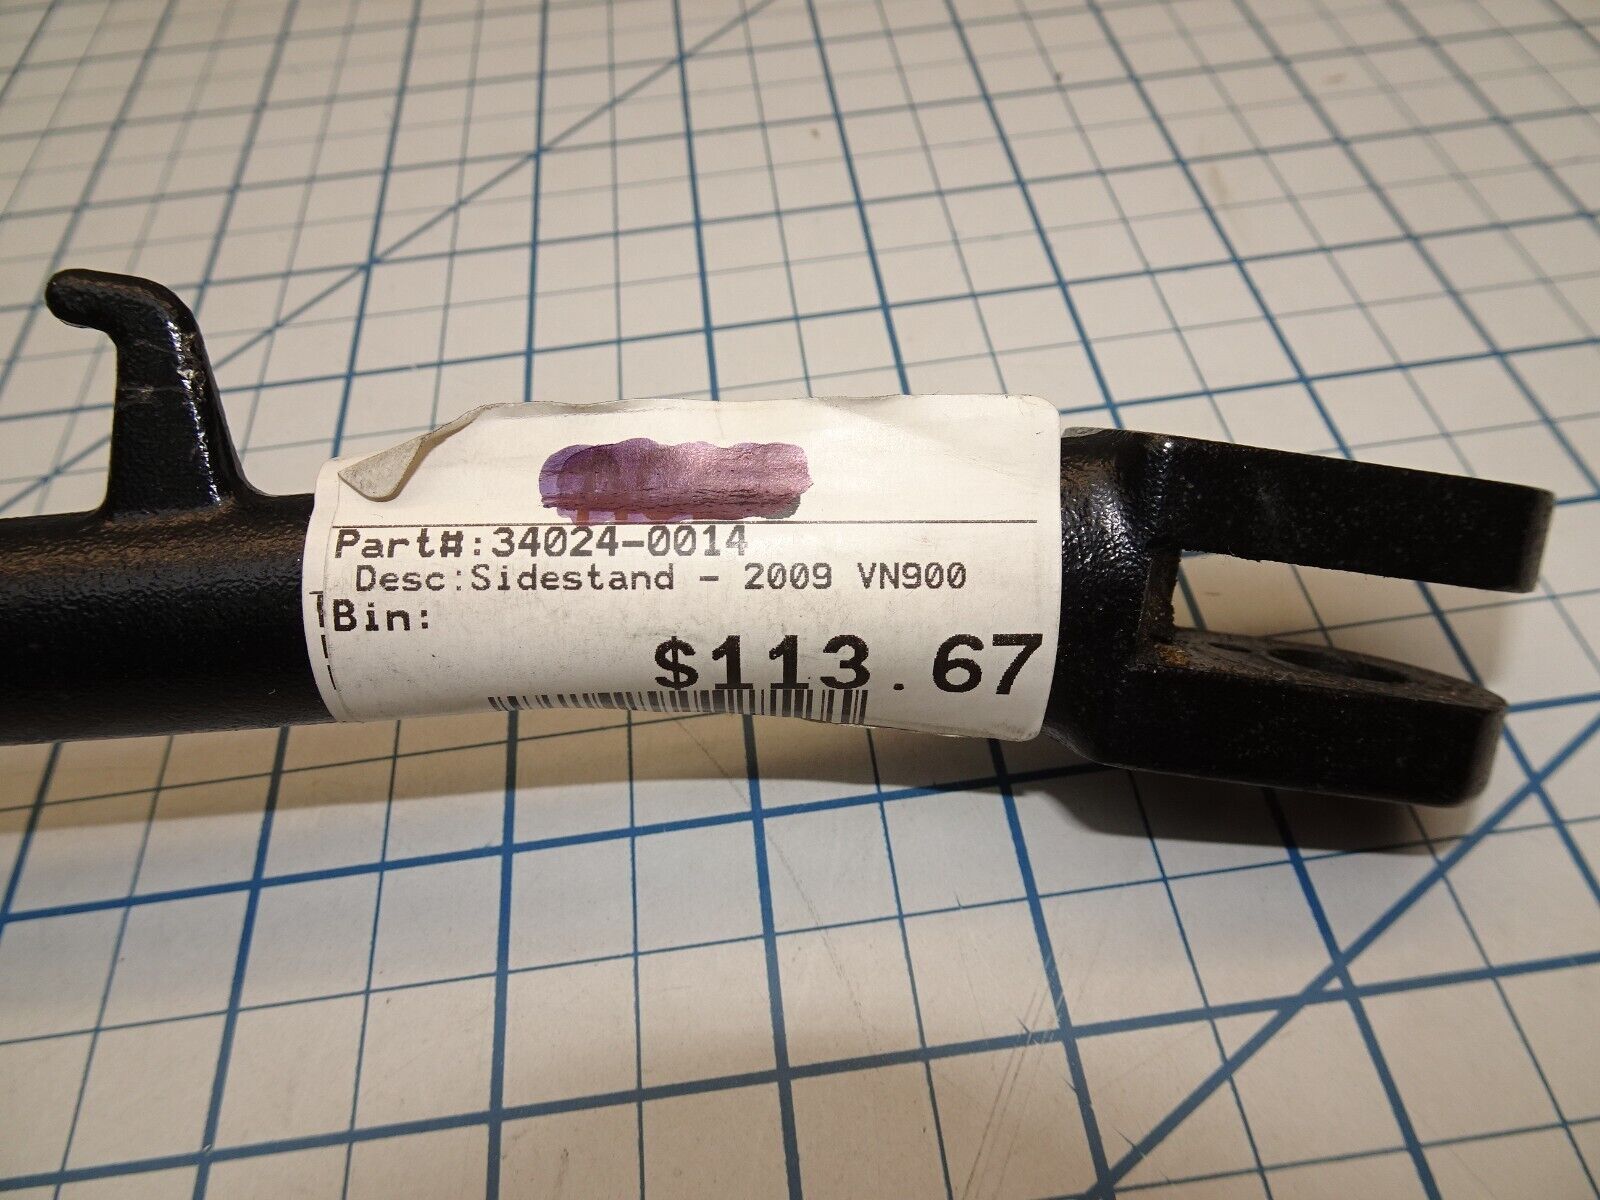 Part#:34024-0014
Desc:Sidestand - 2009 VN900
Bin:
$113.67